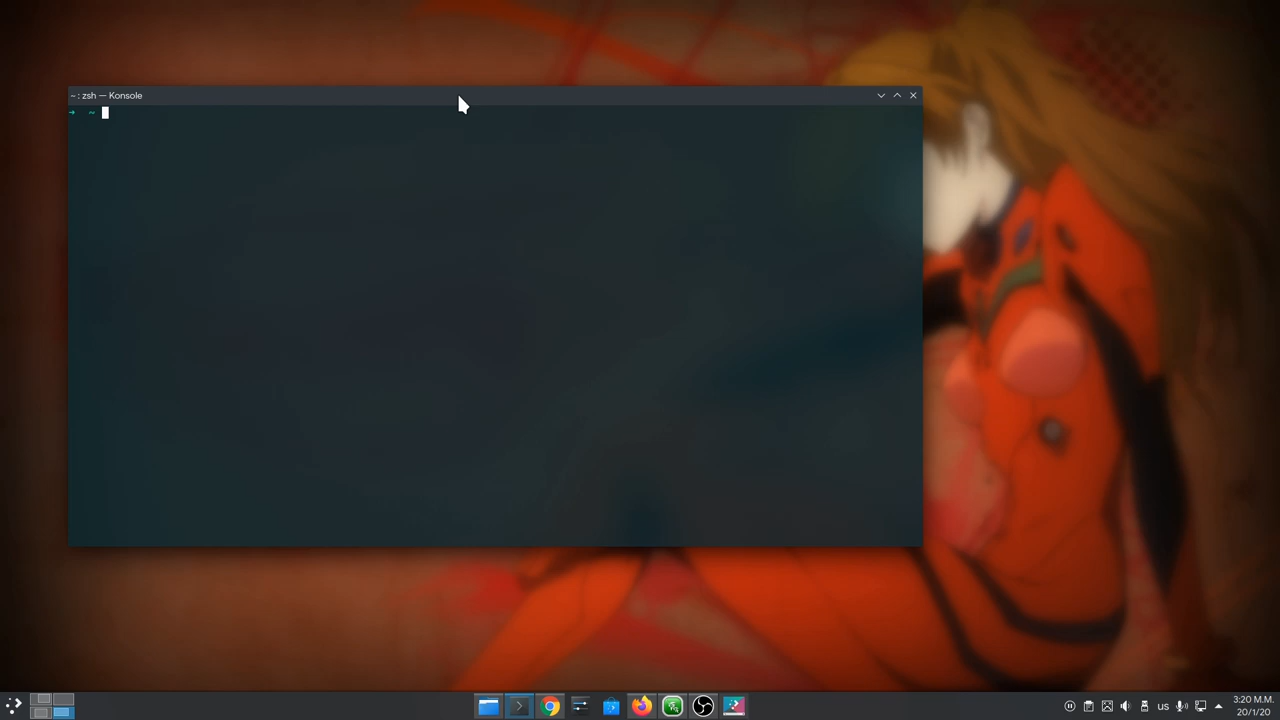 ~ : zsh — Konsole
➜ ~
us
3:20 Μ.Μ.
20/1/20